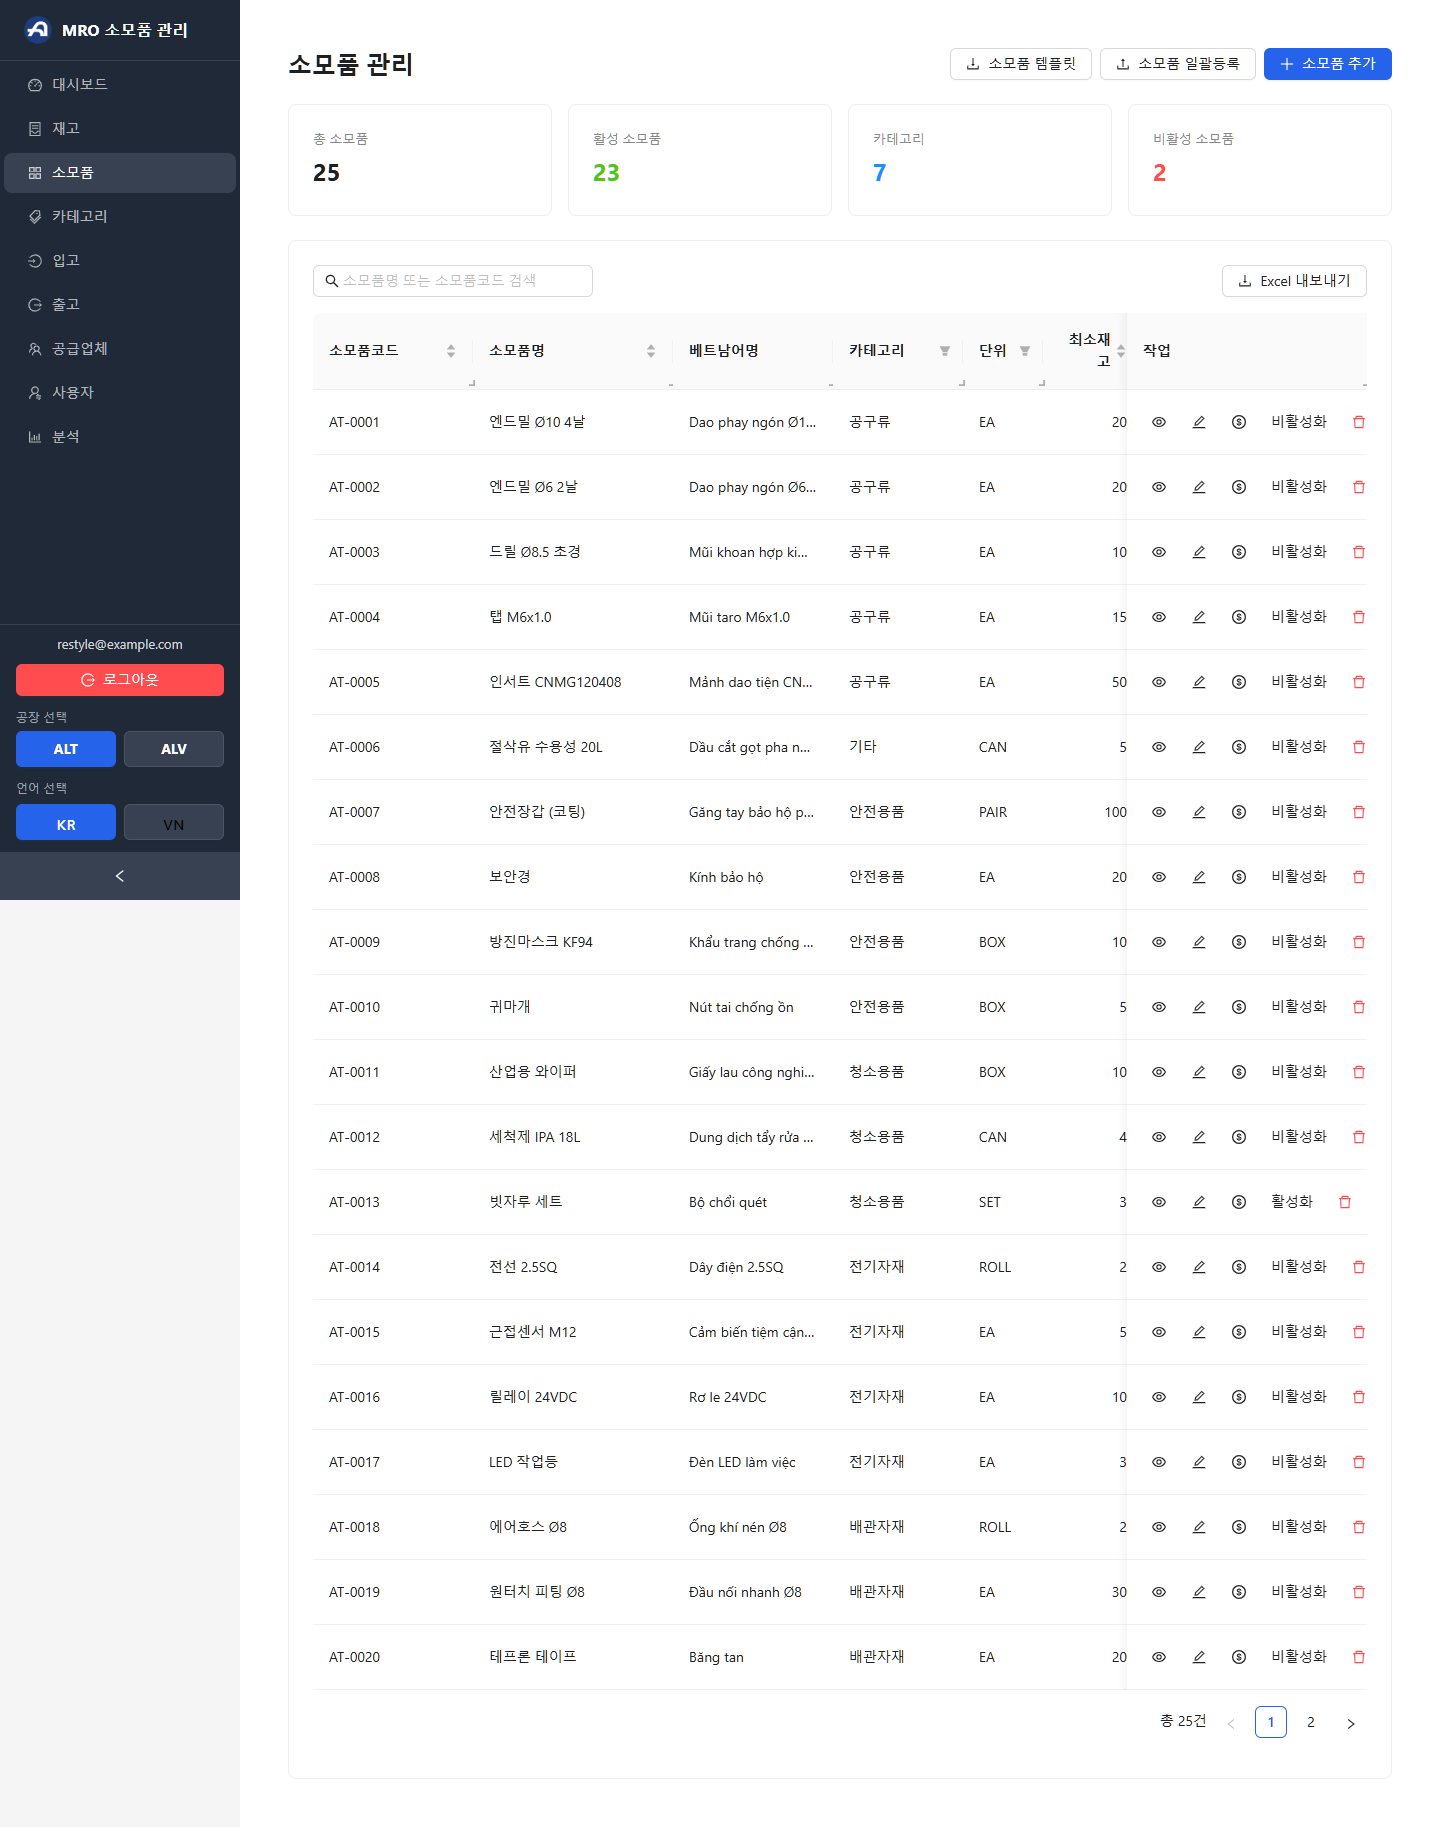 MRO 소모품 관리
대시보드
재고
소모품
카테고리
입고
출고
공급업체
사용자
분석
restyle@example.com
로그아웃
공장 선택
ALT ALV
언어 선택
KR VN
소모품 관리
소모품 템플릿 소모품 일괄등록 소모품 추가
총 소모품 활성 소모품 카테고리 비활성 소모품
25 23 7 2
소모품명 또는 소모품코드 검색 Excel 내보내기
소모품코드 소모품명 베트남어명 카테고리 단위 최소재고 작업
AT-0001 엔드밀 Ø10 4날 Dao phay ngón Ø1... 공구류 EA 20 비활성화
AT-0002 엔드밀 Ø6 2날 Dao phay ngón Ø6... 공구류 EA 20 비활성화
AT-0003 드릴 Ø8.5 초경 Mũi khoan hợp ki... 공구류 EA 10 비활성화
AT-0004 탭 M6x1.0 Mũi taro M6x1.0 공구류 EA 15 비활성화
AT-0005 인서트 CNMG120408 Mảnh dao tiện CN... 공구류 EA 50 비활성화
AT-0006 절삭유 수용성 20L Dầu cắt gọt pha n... 기타 CAN 5 비활성화
AT-0007 안전장갑 (코팅) Găng tay bảo hộ p... 안전용품 PAIR 100 비활성화
AT-0008 보안경 Kính bảo hộ 안전용품 EA 20 비활성화
AT-0009 방진마스크 KF94 Khẩu trang chống ... 안전용품 BOX 10 비활성화
AT-0010 귀마개 Nút tai chống ồn 안전용품 BOX 5 비활성화
AT-0011 산업용 와이퍼 Giấy lau công nghi... 청소용품 BOX 10 비활성화
AT-0012 세척제 IPA 18L Dung dịch tẩy rửa ... 청소용품 CAN 4 비활성화
AT-0013 빗자루 세트 Bộ chổi quét 청소용품 SET 3 활성화
AT-0014 전선 2.5SQ Dây điện 2.5SQ 전기자재 ROLL 2 비활성화
AT-0015 근접센서 M12 Cảm biến tiệm cận... 전기자재 EA 5 비활성화
AT-0016 릴레이 24VDC Rơ le 24VDC 전기자재 EA 10 비활성화
AT-0017 LED 작업등 Đèn LED làm việc 전기자재 EA 3 비활성화
AT-0018 에어호스 Ø8 Ống khí nén Ø8 배관자재 ROLL 2 비활성화
AT-0019 원터치 피팅 Ø8 Đầu nối nhanh Ø8 배관자재 EA 30 비활성화
AT-0020 테프론 테이프 Băng tan 배관자재 EA 20 비활성화
총 25건 1 2